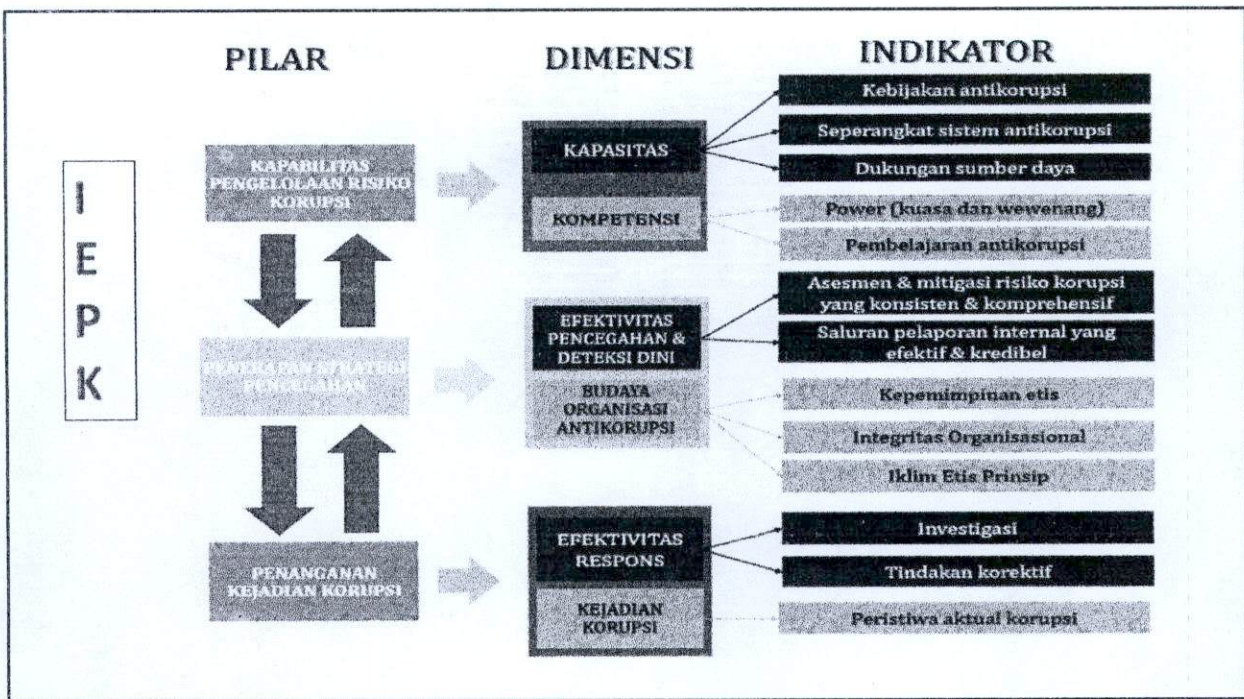 PILAR
DIMENSI
INDIKATOR
I
E
P
K
KAPABILITAS
PENGELOLAAN RISIKO
KORUPSI
PENERAPAN STRATEGI
PENCEGAHAN
PENANGANAN
KEJADIAN KORUPSI
KAPASITAS
KOMPETENSI
EFEKTIVITAS
PENCEGAHAN &
DETEKSI DINI
BUDAYA
ORGANISASI
ANTIKORUPSI
EFEKTIVITAS
RESPONS
KEJADIAN
KORUPSI
Kebijakan antikorupsi
Seperangkat sistem antikorupsi
Dukungan sumber daya
Power (kuasa dan wewenang)
Pembelajaran antikorupsi
Asesmen & mitigasi risiko korupsi
yang konsisten & komprehensif
Saluran pelaporan internal yang
efektif & kredibel
Kepemimpinan etis
Integritas Organisasional
Iklim Etis Prinsip
Investigasi
Tindakan korektif
Peristiwa aktual korupsi